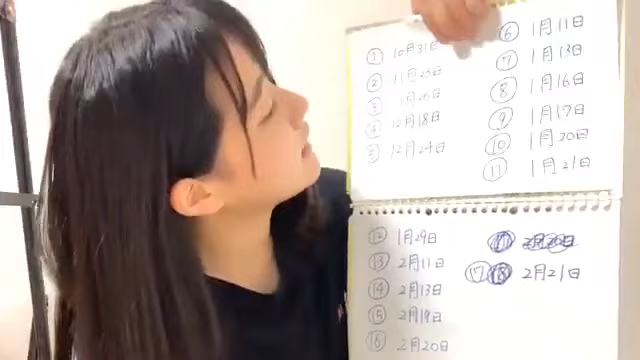 ① 10月31日
② 11月23日
③ 11月26日
④ 12月18日
⑤ 12月24日
⑥ 1月11日
⑦ 1月13日
⑧ 1月16日
⑨ 1月17日
⑩ 1月20日
⑪ 1月21日
⑫ 1月29日
⑬ 2月11日
⑭ 2月13日
⑮ 2月19日
⑯ 2月20日
⑰ 2月21日